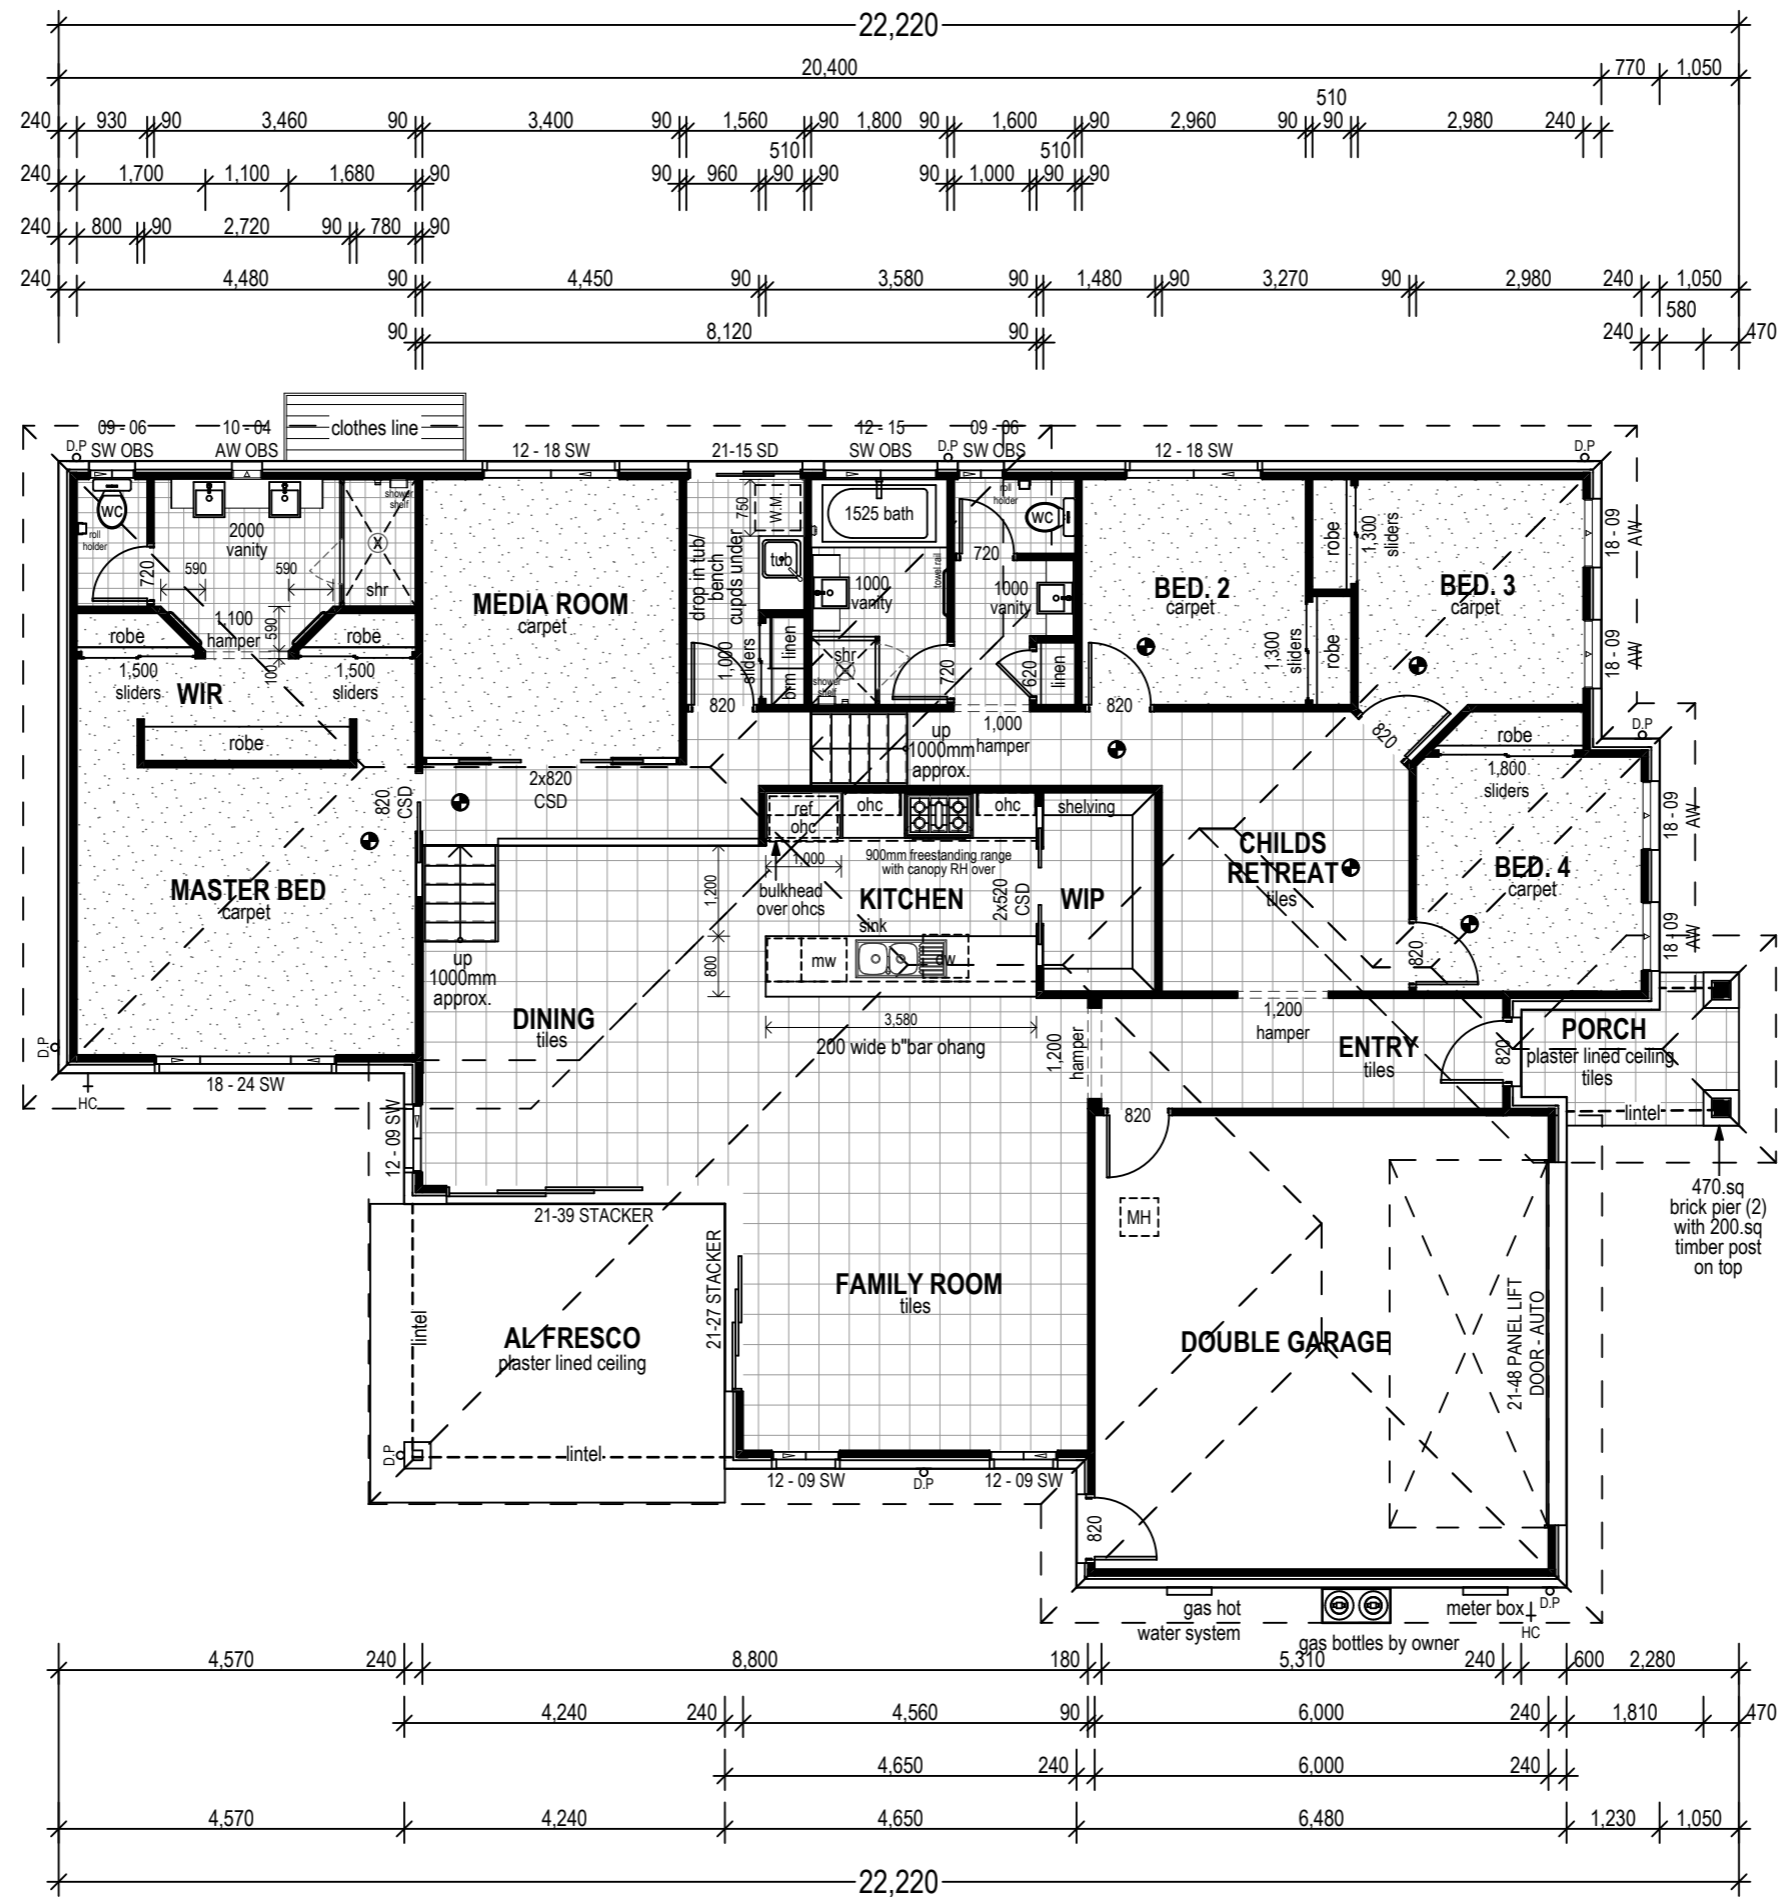 22,220
20,400 770 1,050
510
240 930 90 3,460 90 3,400 90 1,560 90 1,800 90 1,600 90 2,960 90 90 2,980 240
510 510
240 1,700 1,100 1,680 90 90 960 90 90 90 1,000 90 90
240 800 90 2,720 90 780 90
240 4,480 90 4,450 90 3,580 90 1,480 90 3,270 90 2,980 240 1,050
580
90 8,120 90 240 470
09 - 06
SW OBS
10 - 04
AW OBS
clothes line
12 - 18 SW
21-15 SD
12 - 15
SW OBS
D.P
09 - 06
SW OBS
12 - 18 SW
D.P
D.P
WC
roll
holder
720
2000
vanity
590
590
shower
shelf
X
shr
1,100
hamper
590
100
robe
robe
1,500
sliders
1,500
sliders
WIR
robe
MEDIA ROOM
carpet
750
W.M.
drop in tub/
bench
cupds under
tub
1,000
sliders
brm
linen
820
1525 bath
1000
vanity
towel rail
shr
shower
shelf
720
roll
holder
WC
720
1000
vanity
620
linen
1,000
hamper
BED. 2
carpet
820
1,300
sliders
robe
robe
1,300
sliders
BED. 3
carpet
18 - 09
AW
18 - 09
AW
D.P
820
robe
1,800
sliders
up
1000mm
approx.
2x820
CSD
820
CSD
MASTER BED
carpet
up
1000mm
approx.
ref
ohc
ohc
ohc
shelving
1,000
900mm freestanding range
with canopy RH over
bulkhead
over ohcs
KITCHEN
sink
2x520
CSD
WIP
1,200
800
mw
dw
3,580
200 wide b"bar ohang
CHILDS
RETREAT
tiles
BED. 4
carpet
820
18 - 09
AW
18 - 09
AW
DINING
tiles
1,200
hamper
1,200
hamper
ENTRY
tiles
820
PORCH
plaster lined ceiling
tiles
lintel
D.P
18 - 24 SW
HC
12 - 09 SW
820
470.sq
brick pier (2)
with 200.sq
timber post
on top
21-39 STACKER
21-27 STACKER
MH
FAMILY ROOM
tiles
AL FRESCO
plaster lined ceiling
lintel
lintel
D.P
DOUBLE GARAGE
21-48 PANEL LIFT
DOOR - AUTO
12 - 09 SW
D.P
12 - 09 SW
820
gas hot
water system
gas bottles by owner
meter box
D.P
HC
4,570 240 8,800 180 5,310 240 600 2,280
4,240 240 4,560 90 6,000 240 1,810 470
4,650 240 6,000 240
4,570 4,240 4,650 6,480 1,230 1,050
22,220